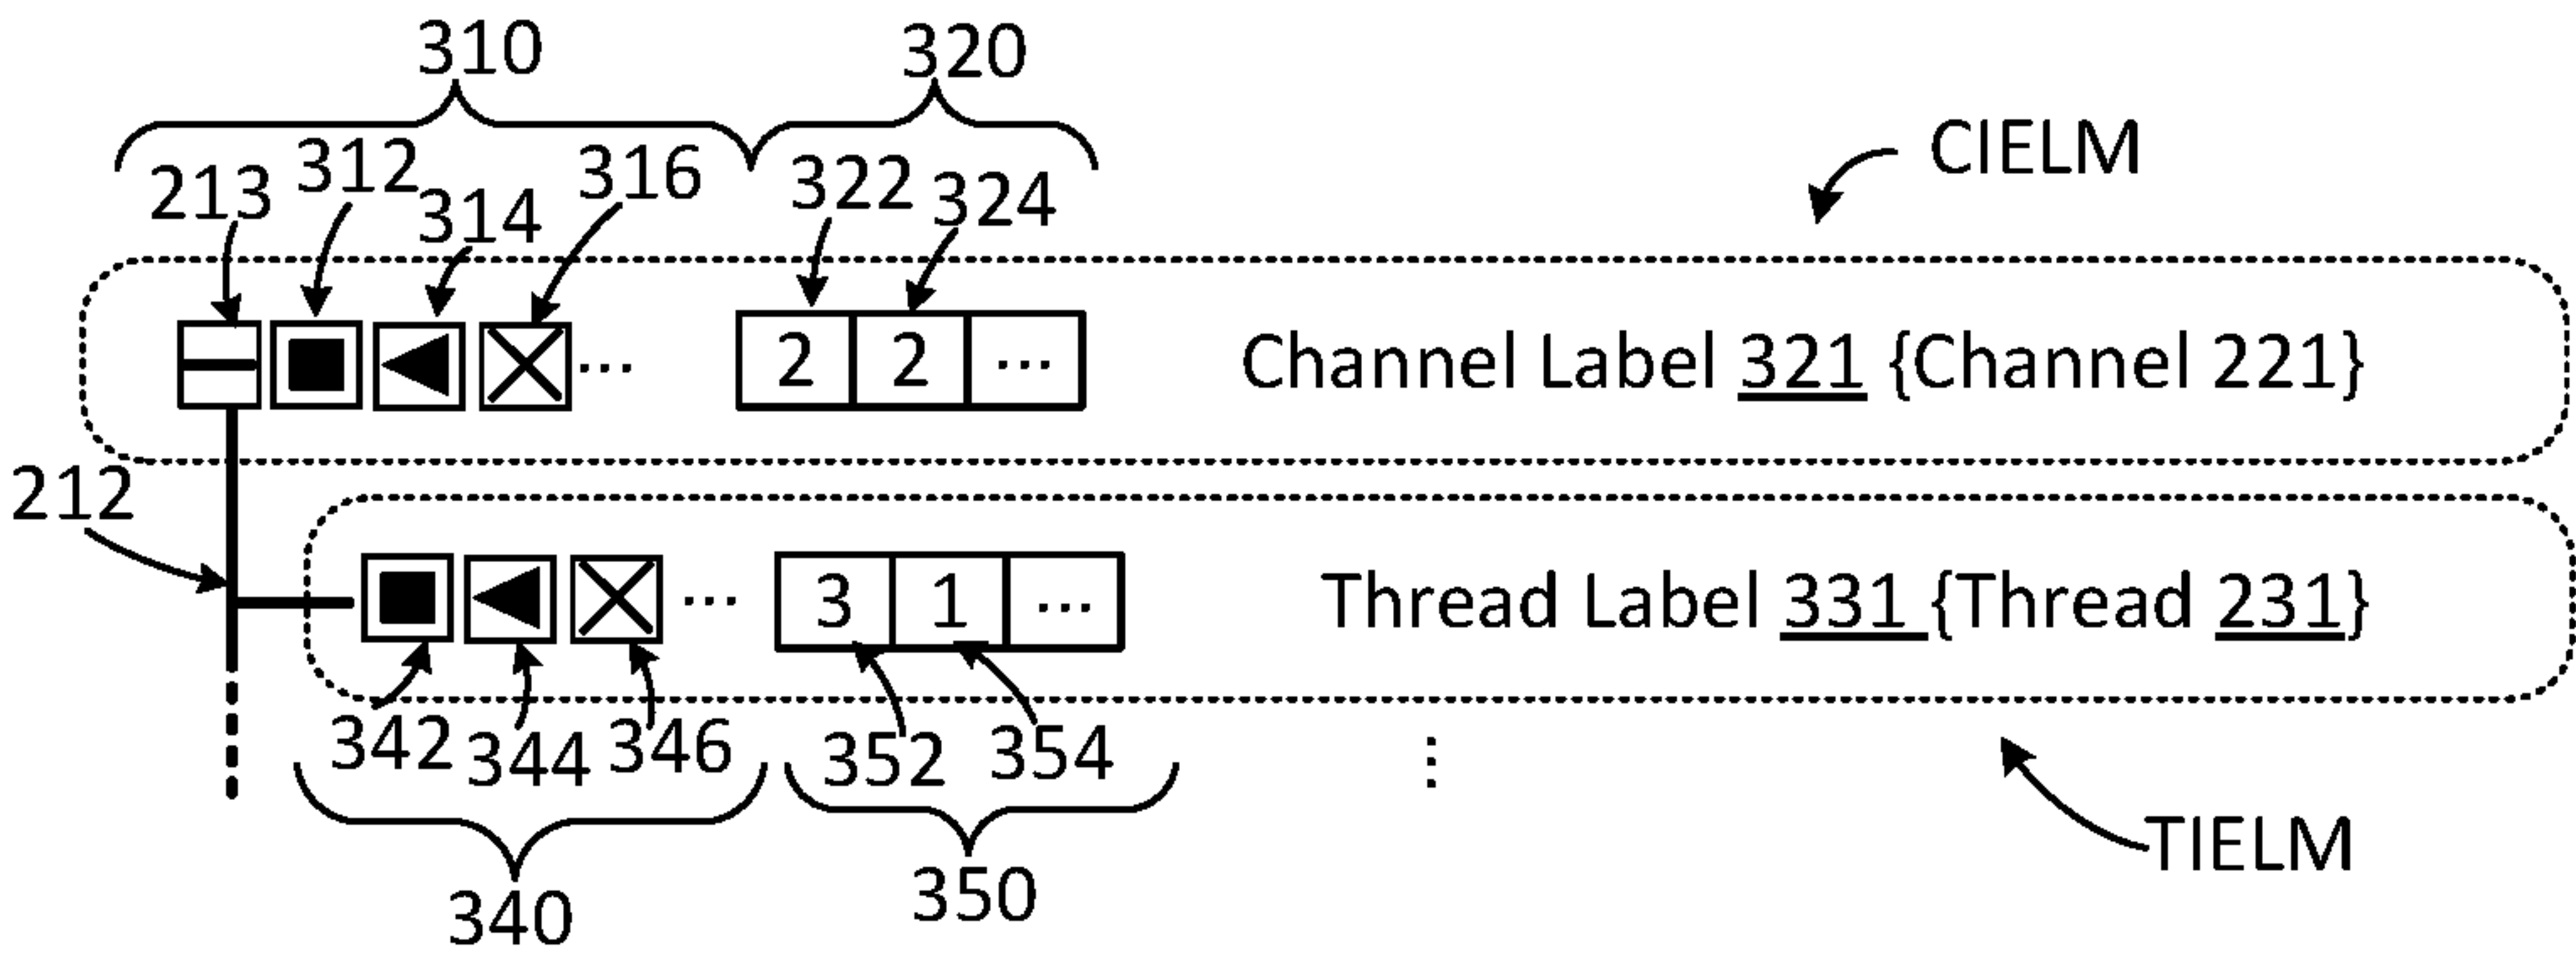 310 320
CIELM
213 312 314 316 322 324
2 2 ... Channel Label 321 {Channel 221}
...
212
... 3 1 ... Thread Label 331 {Thread 231}
342 344 346 352 354
⋮
TIELM
340 350